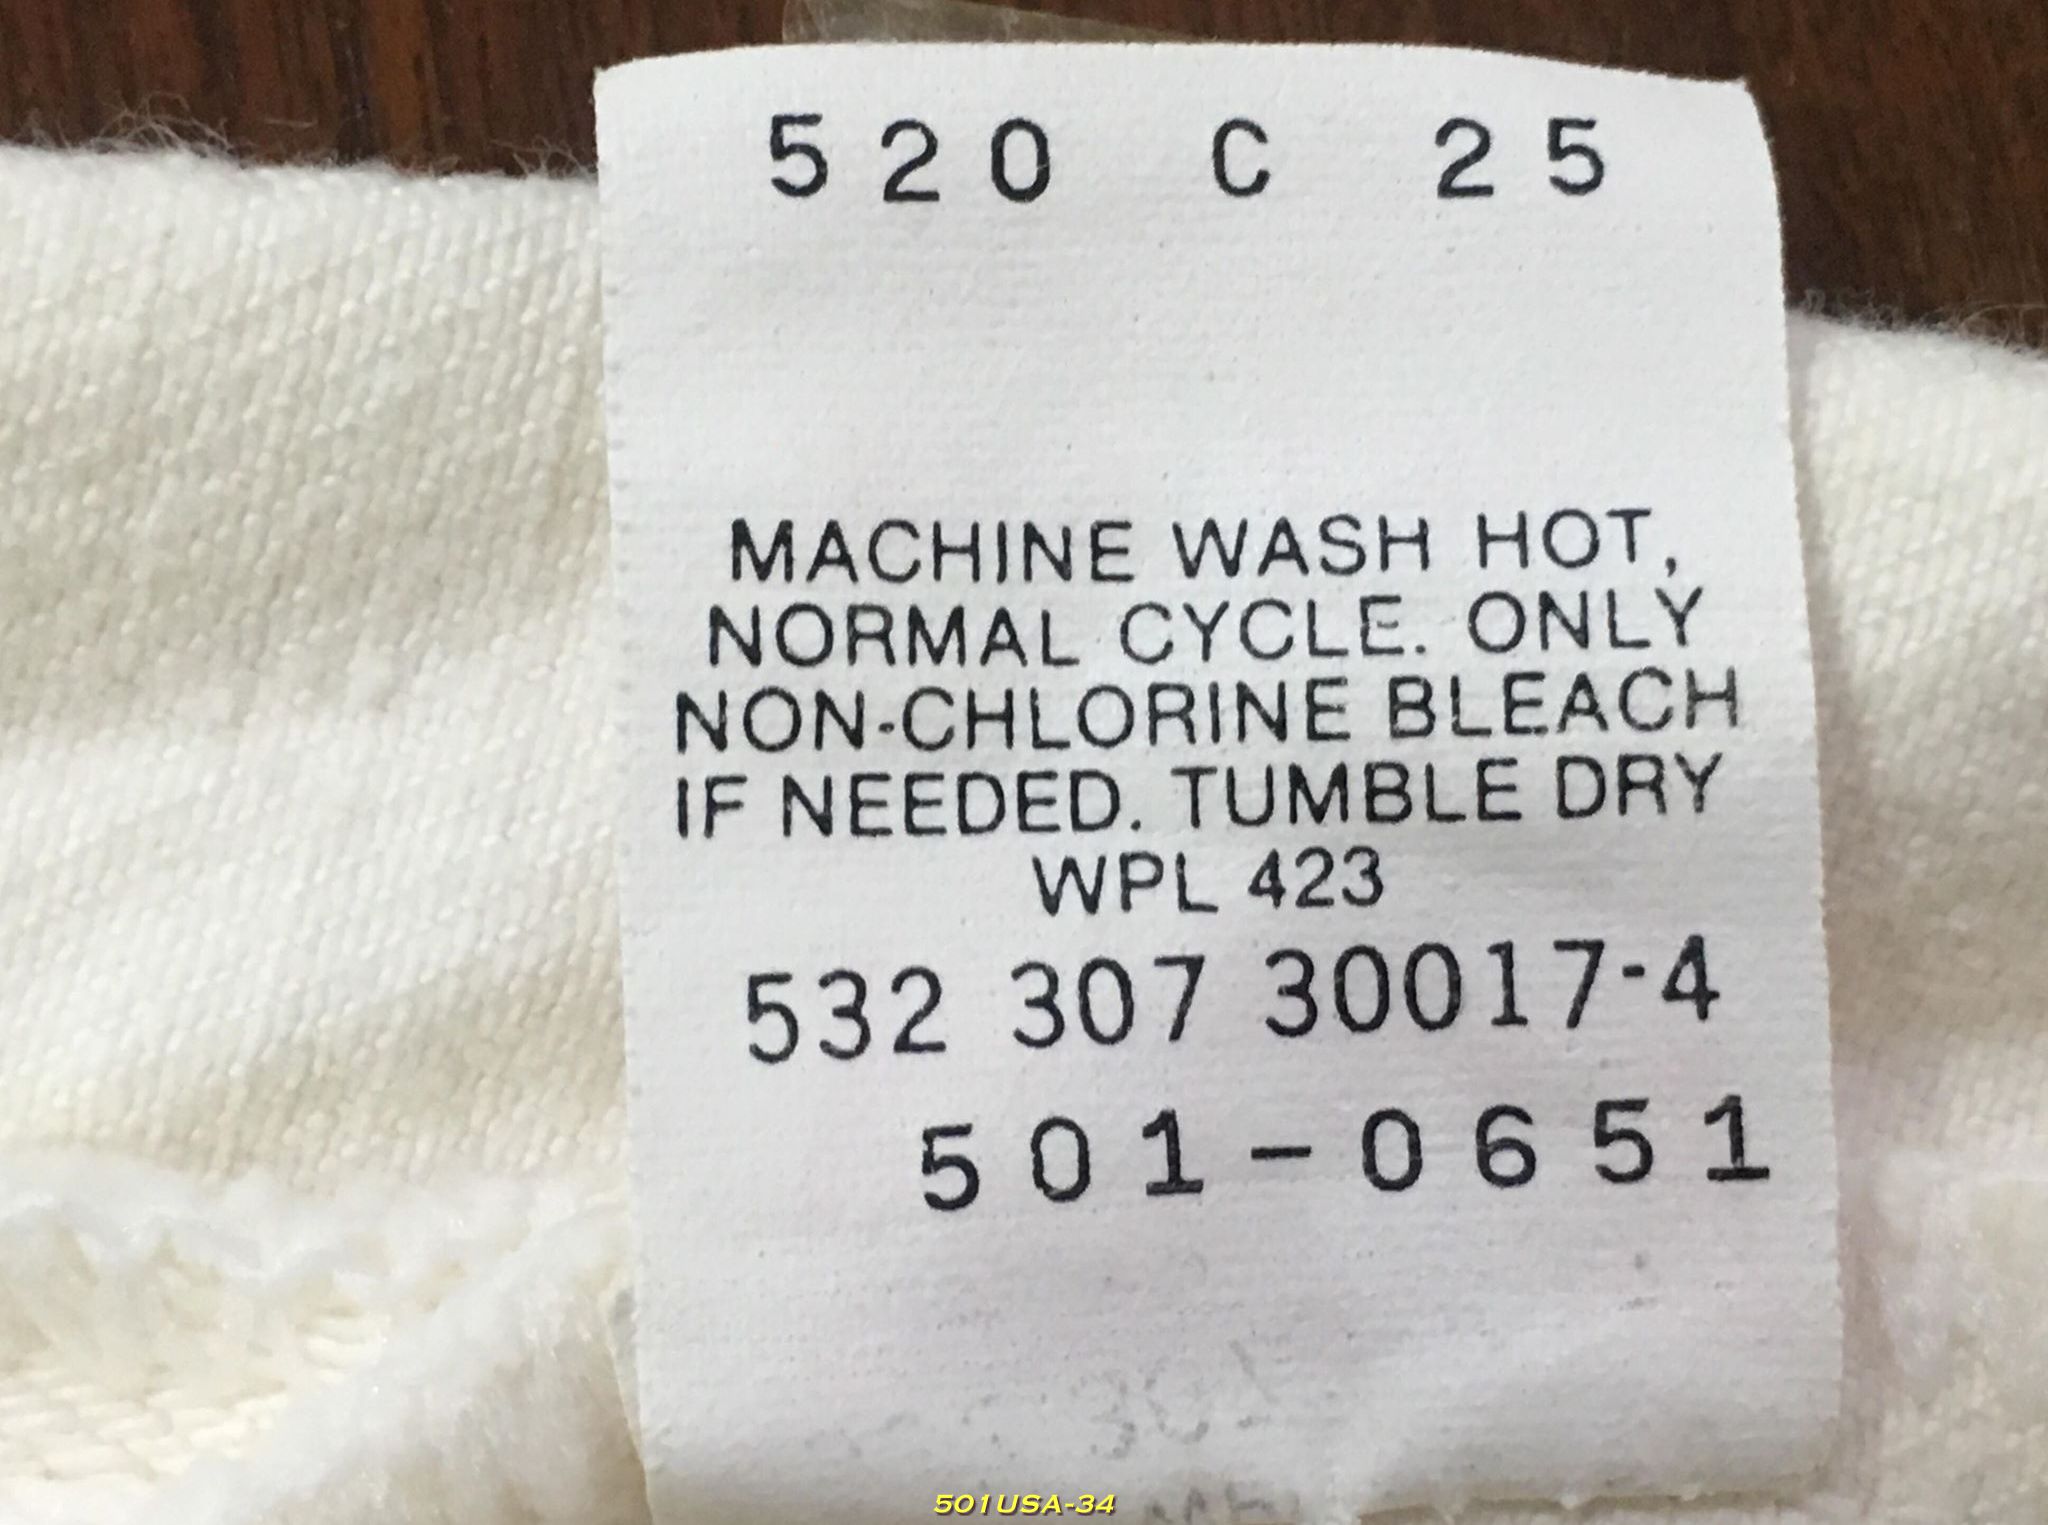 520 C 25
MACHINE WASH HOT,
NORMAL CYCLE. ONLY
NON-CHLORINE BLEACH
IF NEEDED. TUMBLE DRY
WPL 423
532 307 30017-4
501-0651
501USA-34